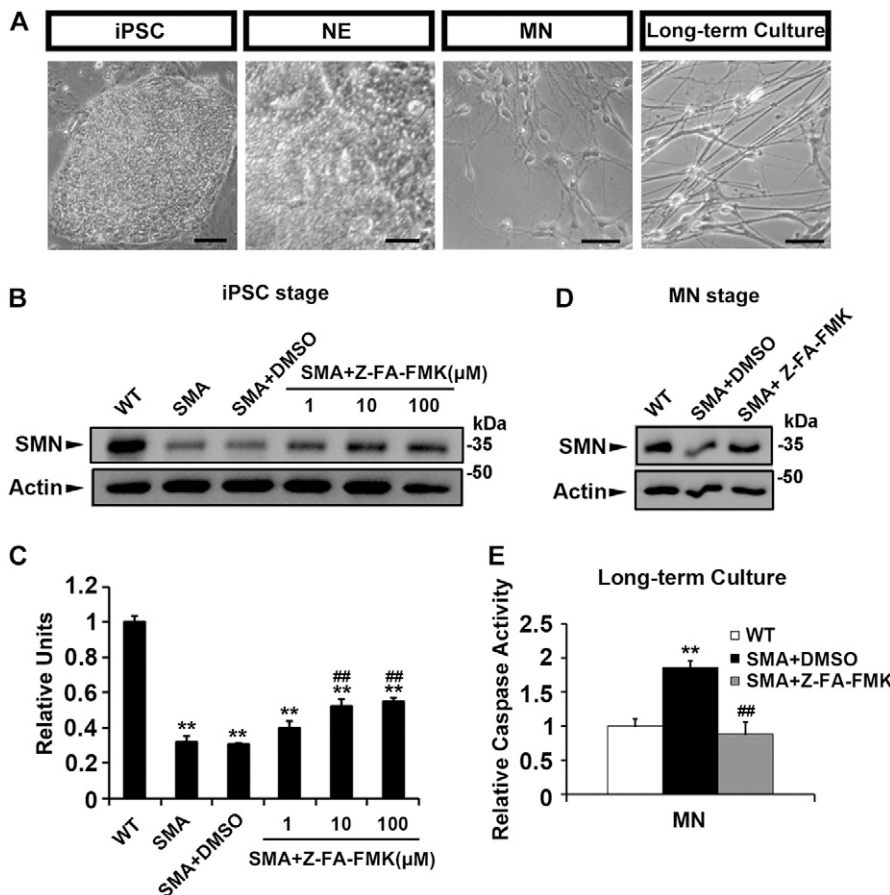 A
iPSC NE MN Long-term Culture
B
iPSC stage
WT SMA SMA+DMSO SMA+Z-FA-FMK(μM)
1 10 100
kDa
SMN -35
-50
Actin
D
MN stage
WT SMA+DMSO SMA+ Z-FA-FMK
kDa
SMN -35
-50
Actin
C
Relative Units
1.2
1
0.8
0.6
0.4
0.2
0
** ** ** ## ** ## **
WT SMA SMA+DMSO 1 10 100
SMA+Z-FA-FMK(μM)
E
Long-term Culture
Relative Caspase Activity
2.5
2
1.5
1
0.5
0
** ##
WT
SMA+DMSO
SMA+Z-FA-FMK
MN